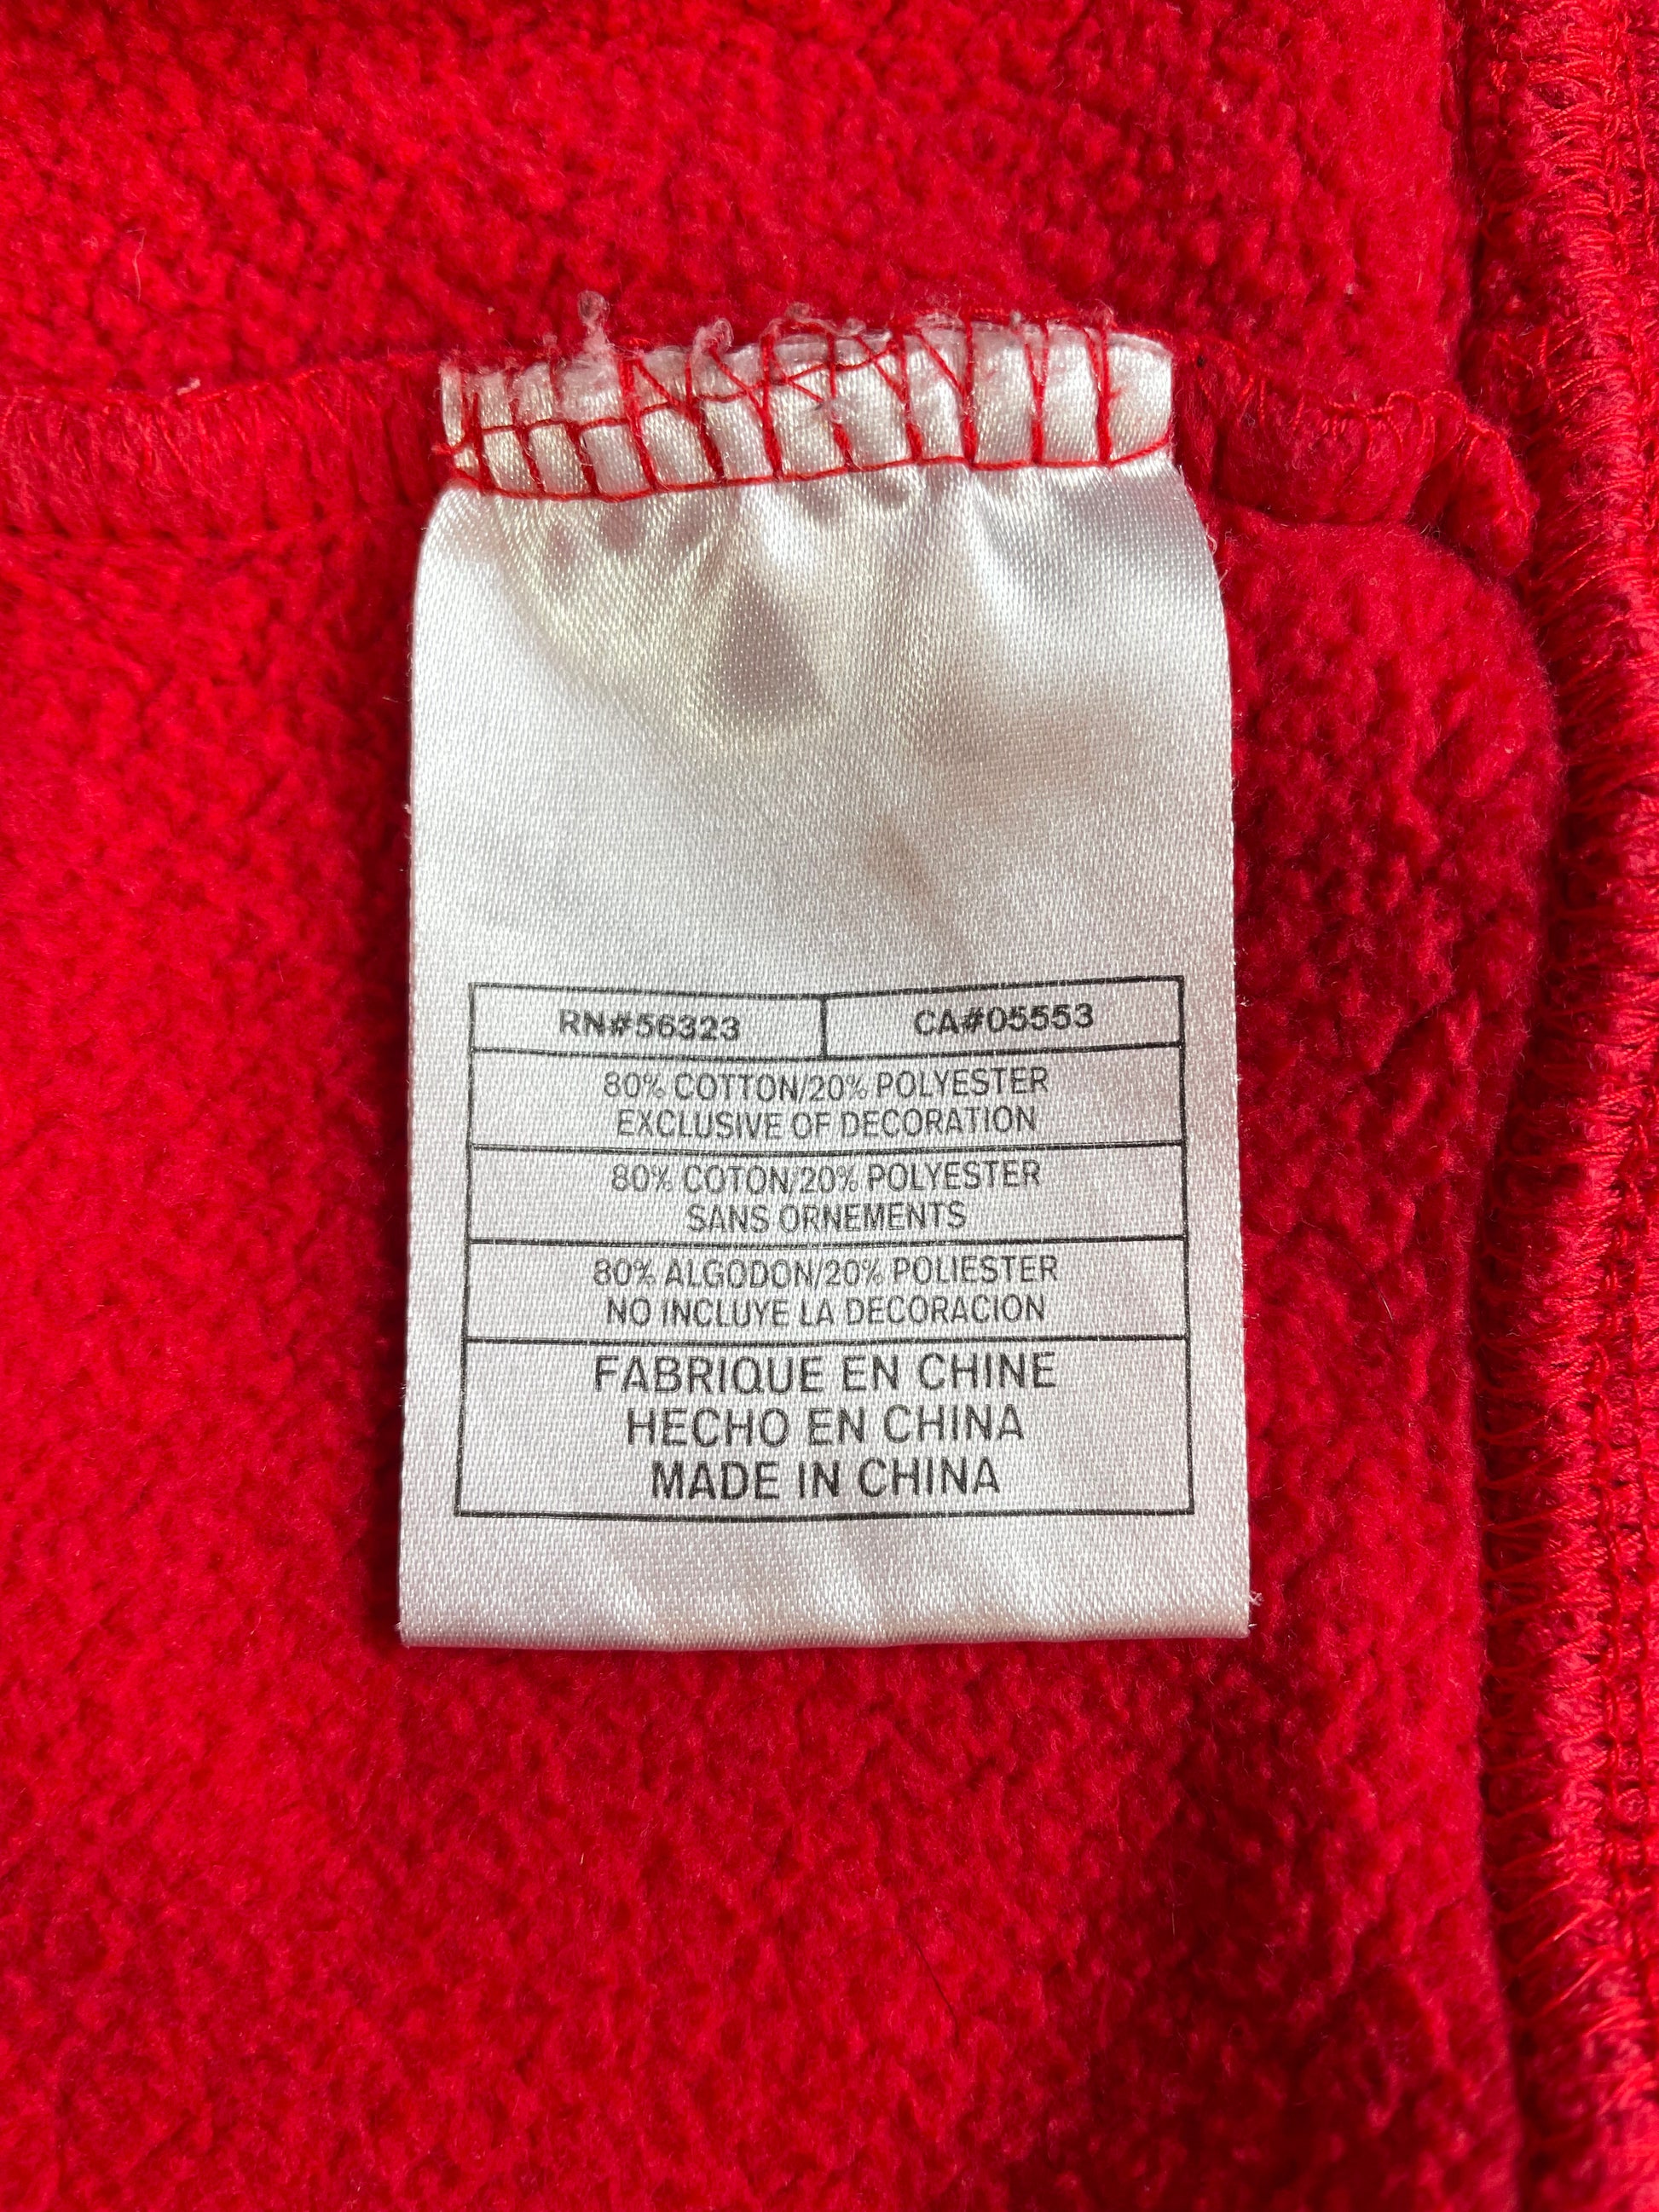 RN#56323 CA#05553
80% COTTON/20% POLYESTER
EXCLUSIVE OF DECORATION
80% COTON/20% POLYESTER
SANS ORNEMENTS
80% ALGODON/20% POLIESTER
NO INCLUYE LA DECORACION
FABRIQUE EN CHINE
HECHO EN CHINA
MADE IN CHINA